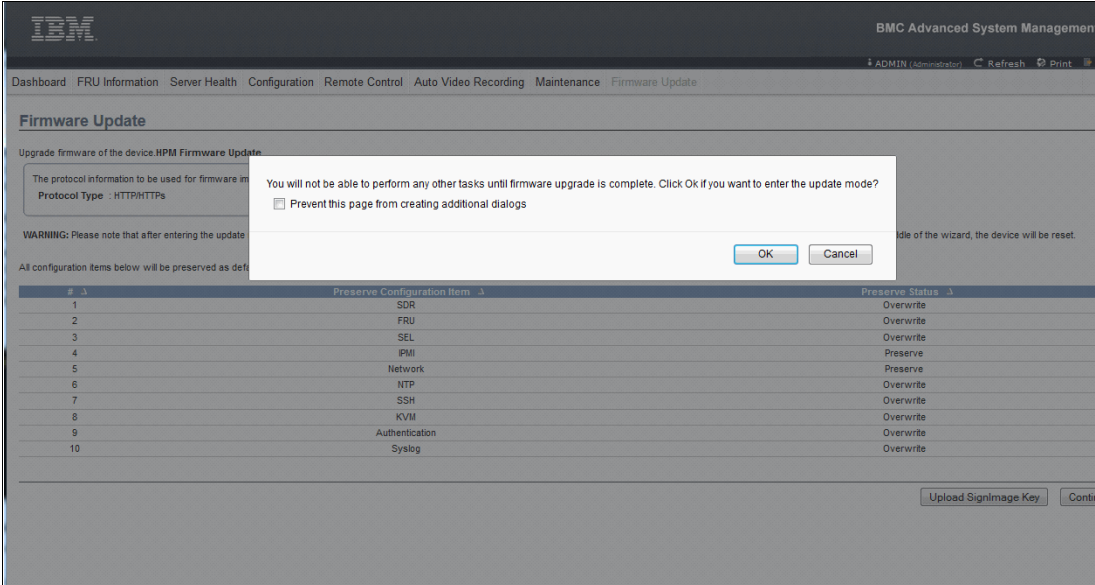 IBM
BMC Advanced System Managemen
ADMIN (Administrator) Refresh Print
Dashboard FRU Information Server Health Configuration Remote Control Auto Video Recording Maintenance Firmware Update
Firmware Update
Upgrade firmware of the device.HPM Firmware Update
The protocol information to be used for firmware im
Protocol Type : HTTP/HTTPs
You will not be able to perform any other tasks until firmware upgrade is complete. Click Ok if you want to enter the update mode?
Prevent this page from creating additional dialogs
OK Cancel
WARNING: Please note that after entering the update of the wizard, the device will be reset.
All configuration items below will be preserved as
# Preserve Configuration Item Preserve Status
1 SDR Overwrite
2 FRU Overwrite
3 SEL Overwrite
4 IPMI Preserve
5 Network Preserve
6 NTP Overwrite
7 SSH Overwrite
8 KVM Overwrite
9 Authentication Overwrite
10 Syslog Overwrite
Upload SignImage Key Conti